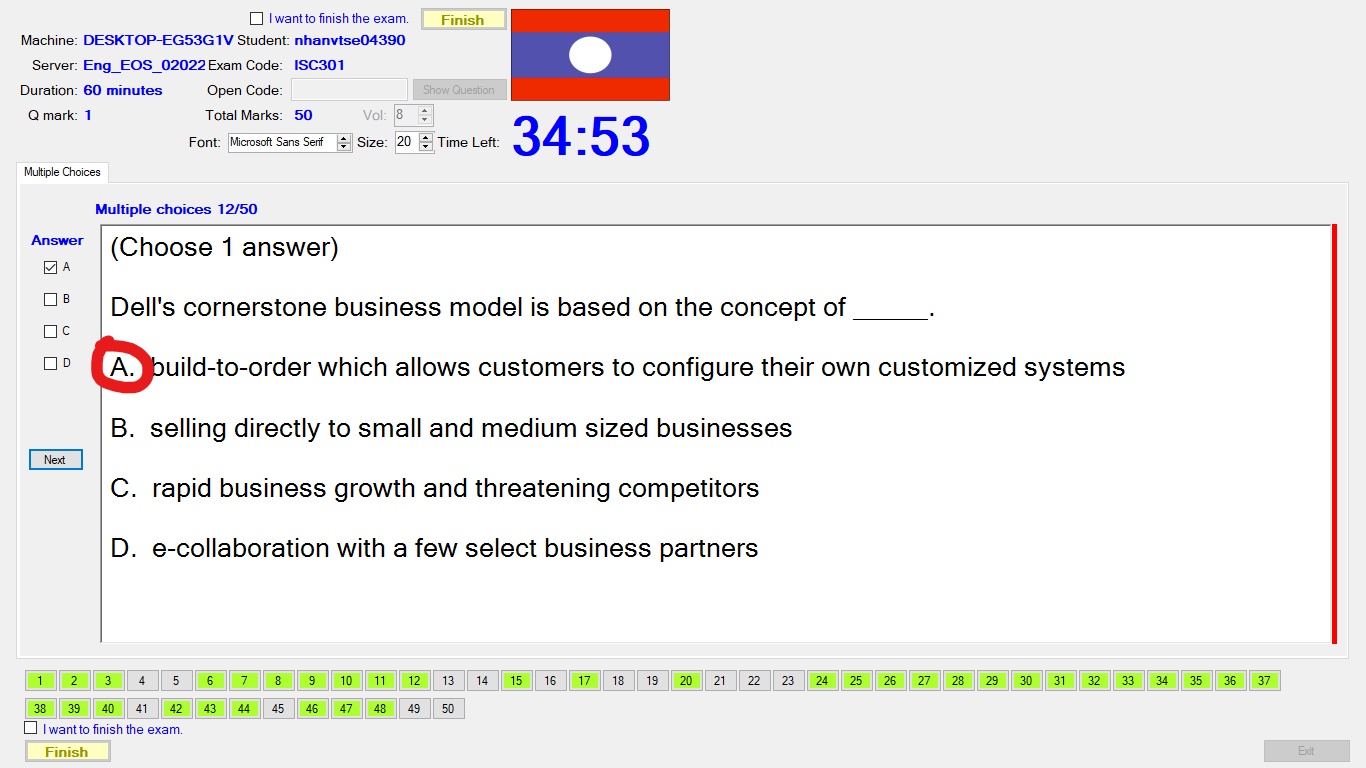 I want to finish the exam. Finish
Machine: DESKTOP-EG53G1V Student: nhanvtse04390
Server: Eng_EOS_02022 Exam Code: ISC301
Duration: 60 minutes Open Code: Show Question
Q mark: 1 Total Marks: 50 Vol: 8
Font: Microsoft Sans Serif Size: 20 Time Left: 34:53
Multiple Choices
Multiple choices 12/50
Answer
A
B
C
D
Next
(Choose 1 answer)
Dell's cornerstone business model is based on the concept of _____.
A. build-to-order which allows customers to configure their own customized systems
B. selling directly to small and medium sized businesses
C. rapid business growth and threatening competitors
D. e-collaboration with a few select business partners
1 2 3 4 5 6 7 8 9 10 11 12 13 14 15 16 17 18 19 20 21 22 23 24 25 26 27 28 29 30 31 32 33 34 35 36 37
38 39 40 41 42 43 44 45 46 47 48 49 50
I want to finish the exam.
Finish Exit